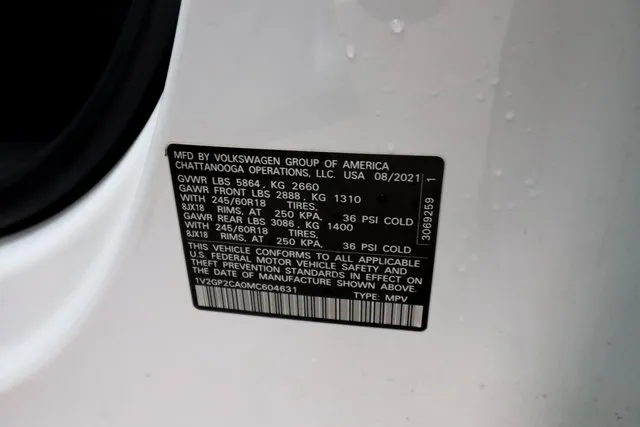 MFD BY VOLKSWAGEN GROUP OF AMERICA
CHATTANOOGA OPERATIONS, LLC. USA 08/2021
GVWR LBS 5864, KG 2660
GAWR FRONT LBS 2888, KG 1310
WITH 245/60R18 TIRES,
8JX18 RIMS, AT 250 KPA, 36 PSI COLD
GAWR REAR LBS 3086, KG 1400
WITH 245/60R18 TIRES,
8JX18 RIMS, AT 250 KPA, 36 PSI COLD
THIS VEHICLE CONFORMS TO ALL APPLICABLE
U.S. FEDERAL MOTOR VEHICLE SAFETY AND
THEFT PREVENTION STANDARDS IN EFFECT ON
THE DATE OF MANUFACTURE SHOWN ABOVE.
1V2GP2CA0MC604631 TYPE: MPV
3069259 1